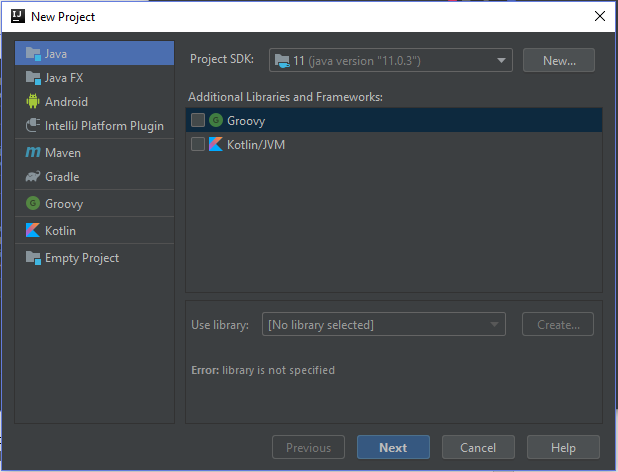 New Project
Java
Java FX
Android
IntelliJ Platform Plugin
Maven
Gradle
Groovy
Kotlin
Empty Project
Project SDK: 11 (java version "11.0.3") New...
Additional Libraries and Frameworks:
Groovy
Kotlin/JVM
Use library: [No library selected] Create...
Error: library is not specified
Previous Next Cancel Help